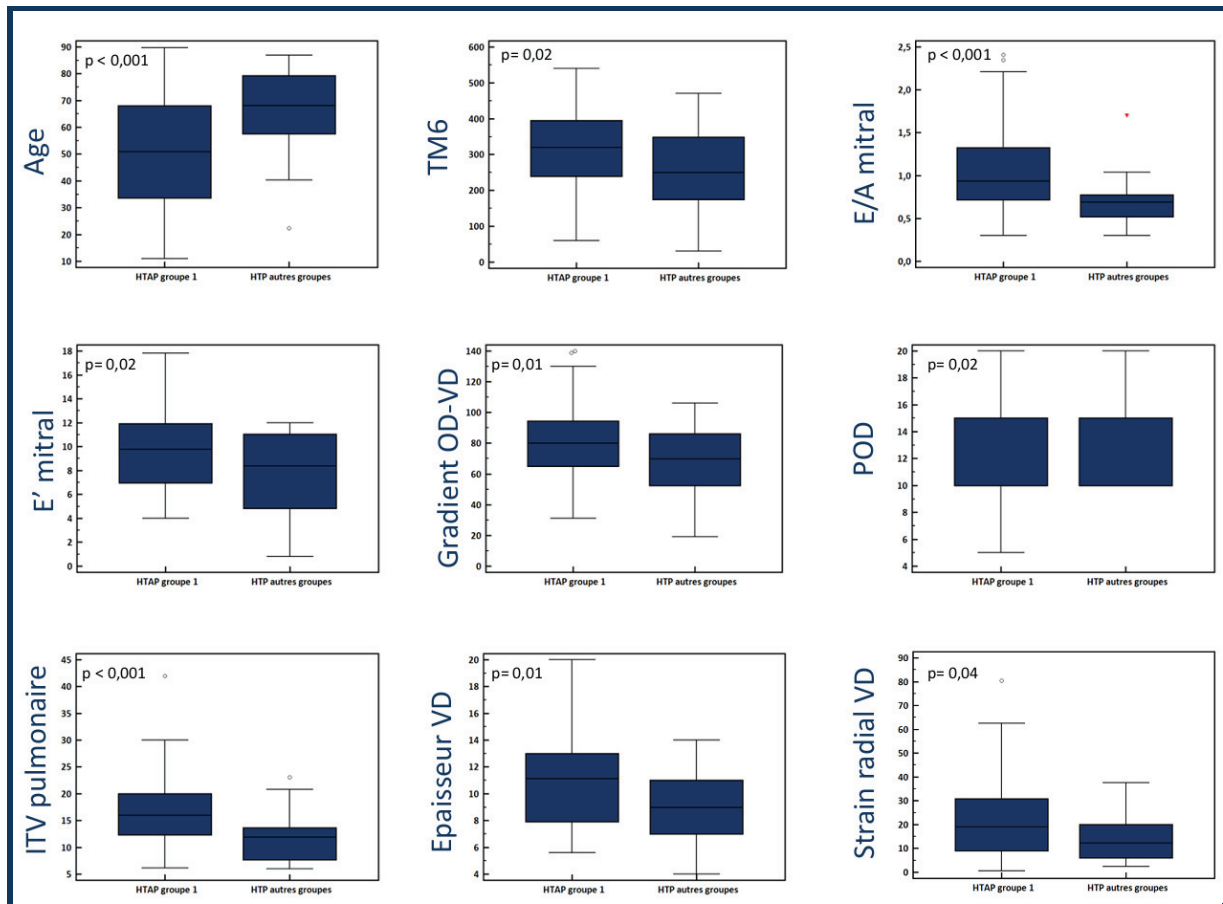 Age
p < 0,001
90
80
70
60
50
40
30
20
10
HTAP groupe 1
HTP autres groupes
TM6
p= 0,02
600
500
400
300
200
100
0
HTAP groupe 1
HTP autres groupes
E/A mitral
p < 0,001
2,5
2,0
1,5
1,0
0,5
0,0
HTAP groupe 1
HTP autres groupes
E’ mitral
p= 0,02
18
16
14
12
10
8
6
4
2
0
HTAP groupe 1
HTP autres groupes
Gradient OD-VD
p= 0,01
140
120
100
80
60
40
20
0
HTAP groupe 1
HTP autres groupes
POD
p= 0,02
20
18
16
14
12
10
8
6
4
HTAP groupe 1
HTP autres groupes
ITV pulmonaire
p < 0,001
45
40
35
30
25
20
15
10
5
HTAP groupe 1
HTP autres groupes
Epaisseur VD
p= 0,01
20
18
16
14
12
10
8
6
4
HTAP groupe 1
HTP autres groupes
Strain radial VD
p= 0,04
90
80
70
60
50
40
30
20
10
0
HTAP groupe 1
HTP autres groupes